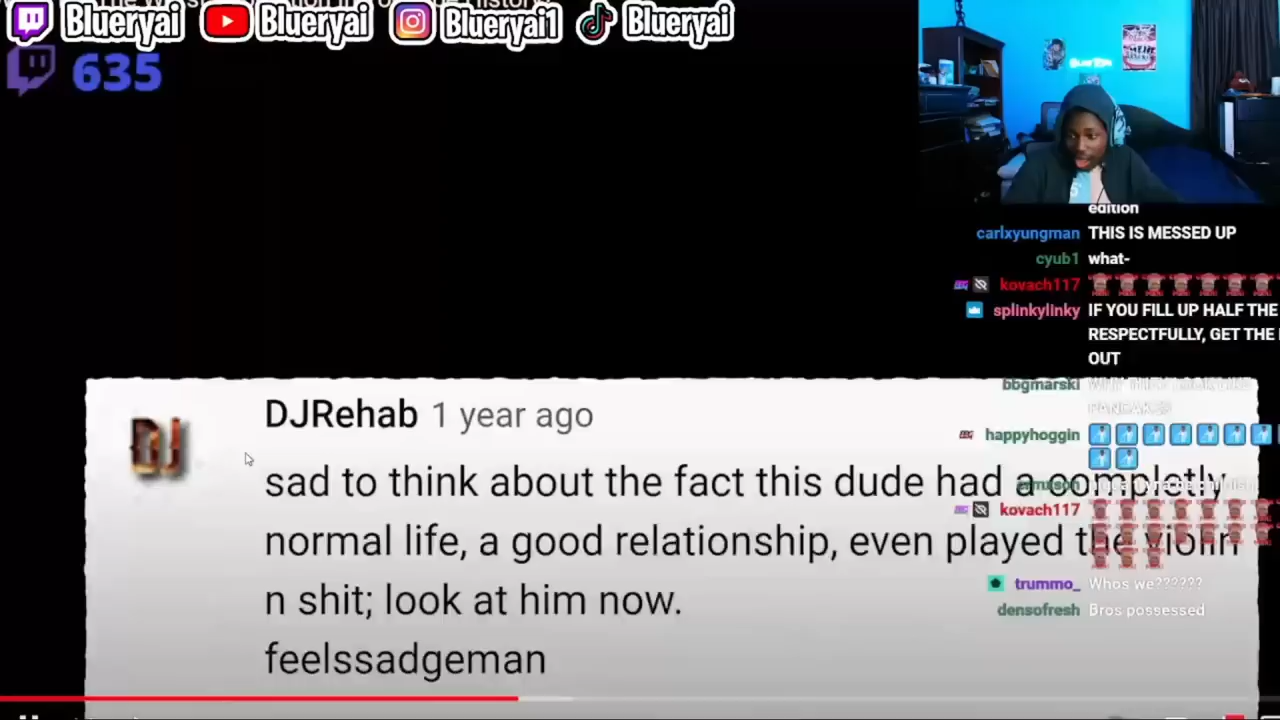 Blueryai Blueryai Blueryai1 Blueryai
635
edition
carlxyungman THIS IS MESSED UP
cyub1 what-
kovach117
splinkylinky IF YOU FILL UP HALF THE
RESPECTFULLY, GET THE
OUT
bbgmarski
happyhoggin
kovach117
trummo_ Whos we??????
densofresh Bros possessed
DJ
DJRehab 1 year ago
sad to think about the fact this dude had a completly
normal life, a good relationship, even played the violin
n shit; look at him now.
feelssadgeman